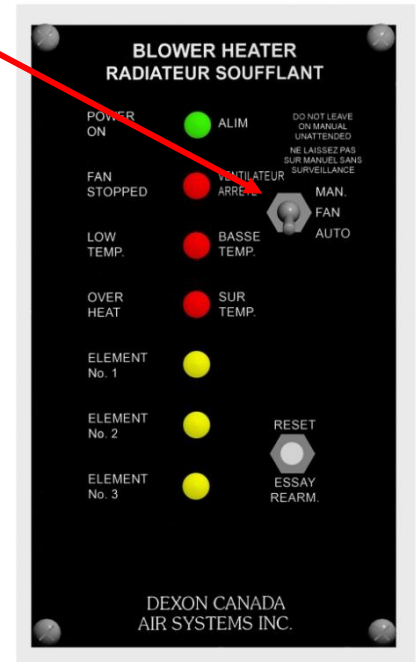 BLOWER HEATER
RADIATEUR SOUFFLANT
POWER
ON
ALIM
DO NOT LEAVE
ON MANUAL
UNATTENDED
NE LAISSEZ PAS
SUR MANUEL SANS
SURVEILLANCE
FAN
STOPPED
VENTILATEUR
ARRÊTÉ
MAN.
FAN
AUTO
LOW
TEMP.
BASSE
TEMP.
OVER
HEAT
SUR
TEMP.
ELEMENT
No. 1
ELEMENT
No. 2
RESET
ELEMENT
No. 3
ESSAY
REARM.
DEXON CANADA
AIR SYSTEMS INC.